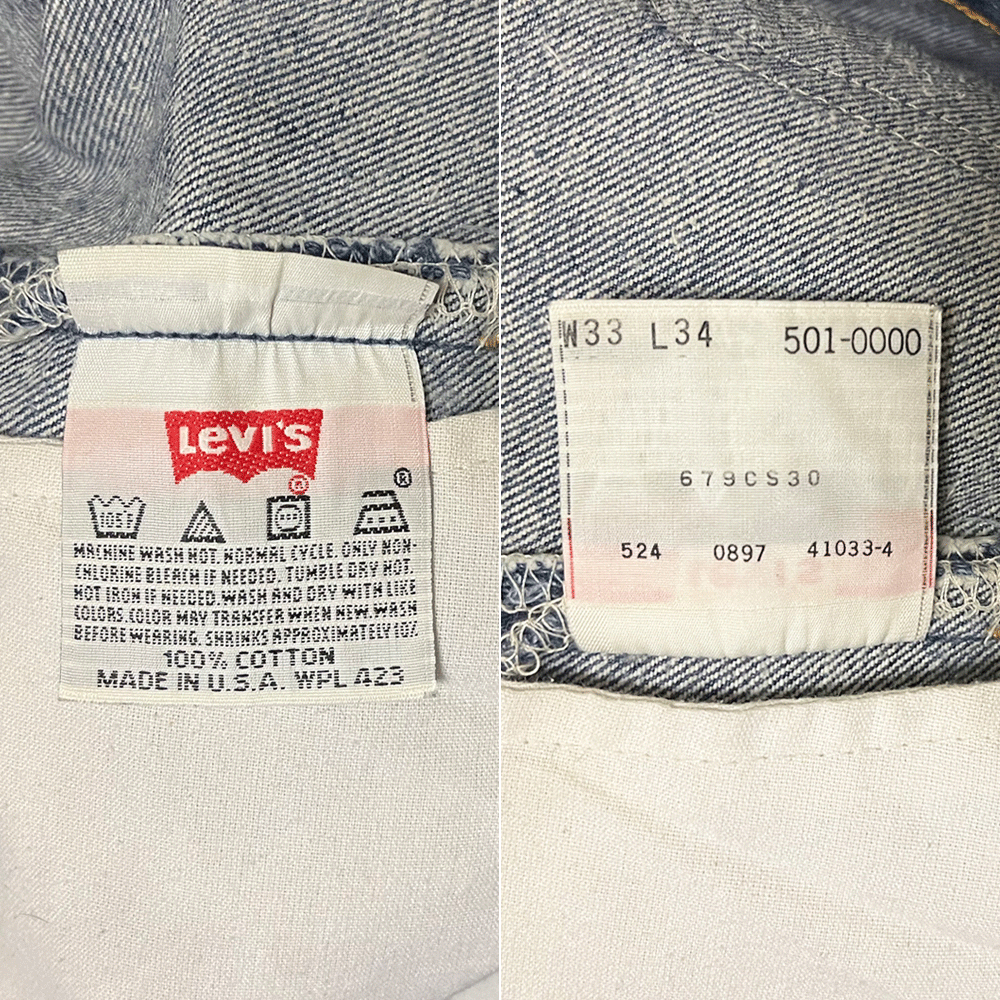 Levi's
®
®
MACHINE WASH HOT. NORMAL CYCLE. ONLY NON-
CHLORINE BLEACH IF NEEDED. TUMBLE DRY HOT.
HOT IRON IF NEEDED. WASH AND DRY WITH LIKE
COLORS. COLOR MAY TRANSFER WHEN NEW. WASH
BEFORE WEARING. SHRINKS APPROXIMATELY 10%
100% COTTON
MADE IN U.S.A. WPL 423
W33 L34 501-0000
679CS30
524 0897 41033-4